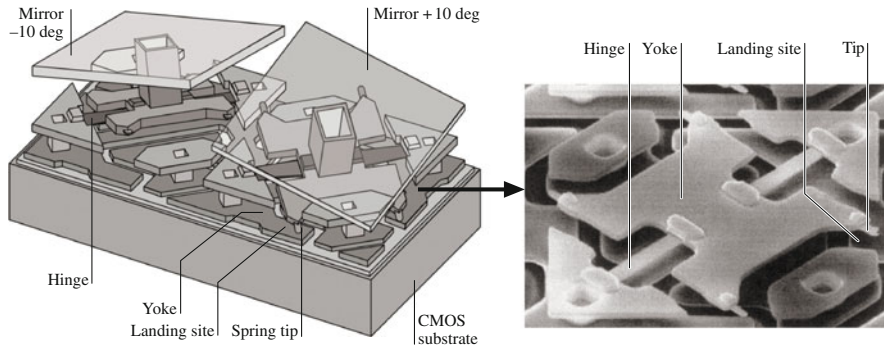 Mirror
–10 deg
Mirror + 10 deg
Hinge
Yoke
Landing site
Spring tip
CMOS
substrate
Hinge
Yoke
Landing site
Tip